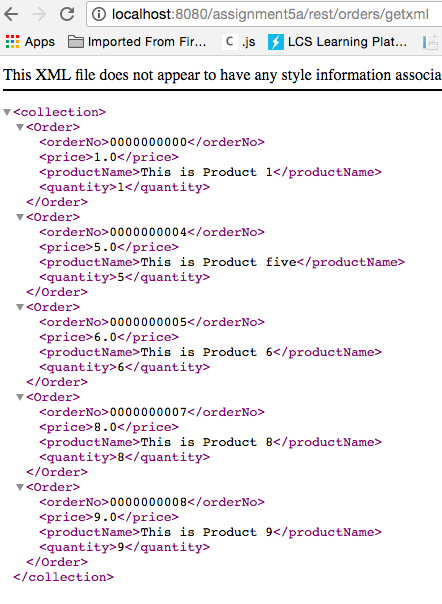 localhost:8080/assignment5a/rest/orders/getxml
Apps Imported From Fir... C .js LCS Learning Plat...
This XML file does not appear to have any style information associa
<collection>
<Order>
<orderNo>0000000000</orderNo>
<price>1.0</price>
<productName>This is Product 1</productName>
<quantity>1</quantity>
</Order>
<Order>
<orderNo>0000000004</orderNo>
<price>5.0</price>
<productName>This is Product five</productName>
<quantity>5</quantity>
</Order>
<Order>
<orderNo>0000000005</orderNo>
<price>6.0</price>
<productName>This is Product 6</productName>
<quantity>6</quantity>
</Order>
<Order>
<orderNo>0000000007</orderNo>
<price>8.0</price>
<productName>This is Product 8</productName>
<quantity>8</quantity>
</Order>
<Order>
<orderNo>0000000008</orderNo>
<price>9.0</price>
<productName>This is Product 9</productName>
<quantity>9</quantity>
</Order>
</collection>